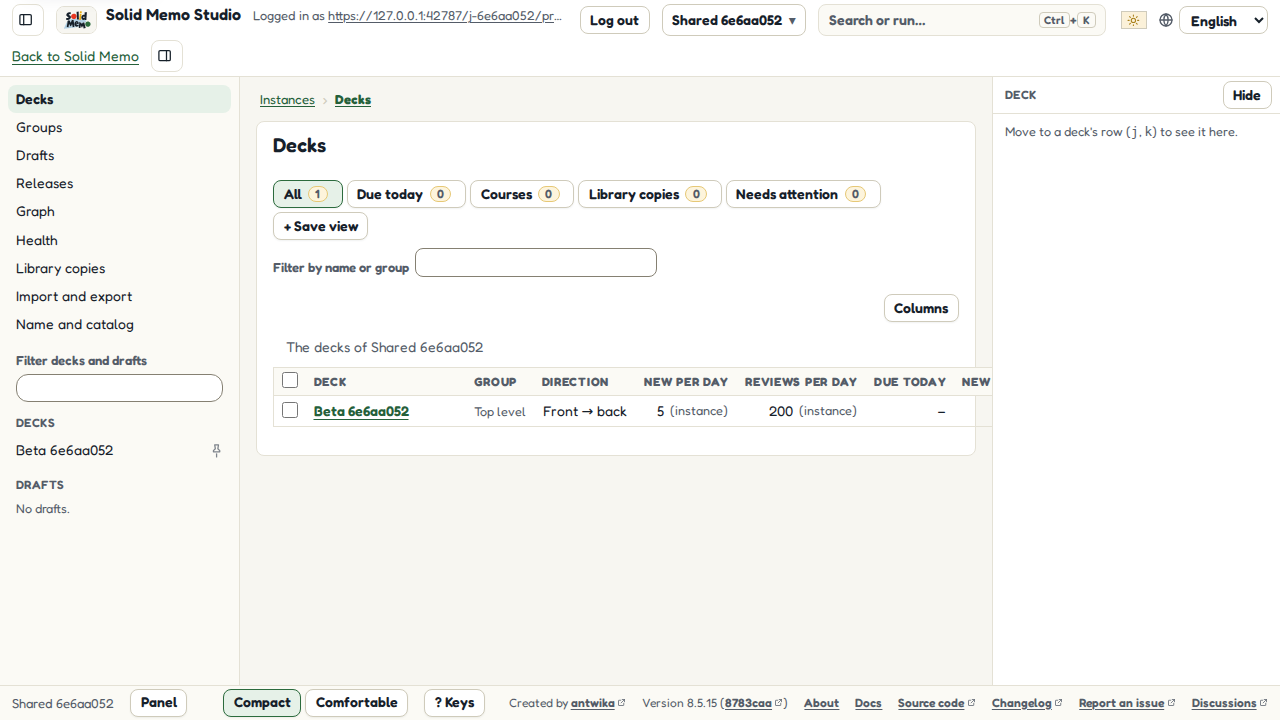 Solid Memo
Solid Memo Studio
Logged in as https://127.0.0.1:42787/j-6e6aa052/pr...
Log out
Shared 6e6aa052 ▾
Search or run...
Ctrl+K
English
Back to Solid Memo
Decks
Groups
Drafts
Releases
Graph
Health
Library copies
Import and export
Name and catalog
Filter decks and drafts
DECKS
Beta 6e6aa052
DRAFTS
No drafts.
Instances › Decks
Decks
All 1
Due today 0
Courses 0
Library copies 0
Needs attention 0
+ Save view
Filter by name or group
Columns
The decks of Shared 6e6aa052
DECK GROUP DIRECTION NEW PER DAY REVIEWS PER DAY DUE TODAY NEW
Beta 6e6aa052 Top level Front → back 5 (instance) 200 (instance) –
DECK
Hide
Move to a deck's row (j, k) to see it here.
Shared 6e6aa052
Panel
Compact
Comfortable
? Keys
Created by antwika
Version 8.5.15 (8783caa)
About
Docs
Source code
Changelog
Report an issue
Discussions